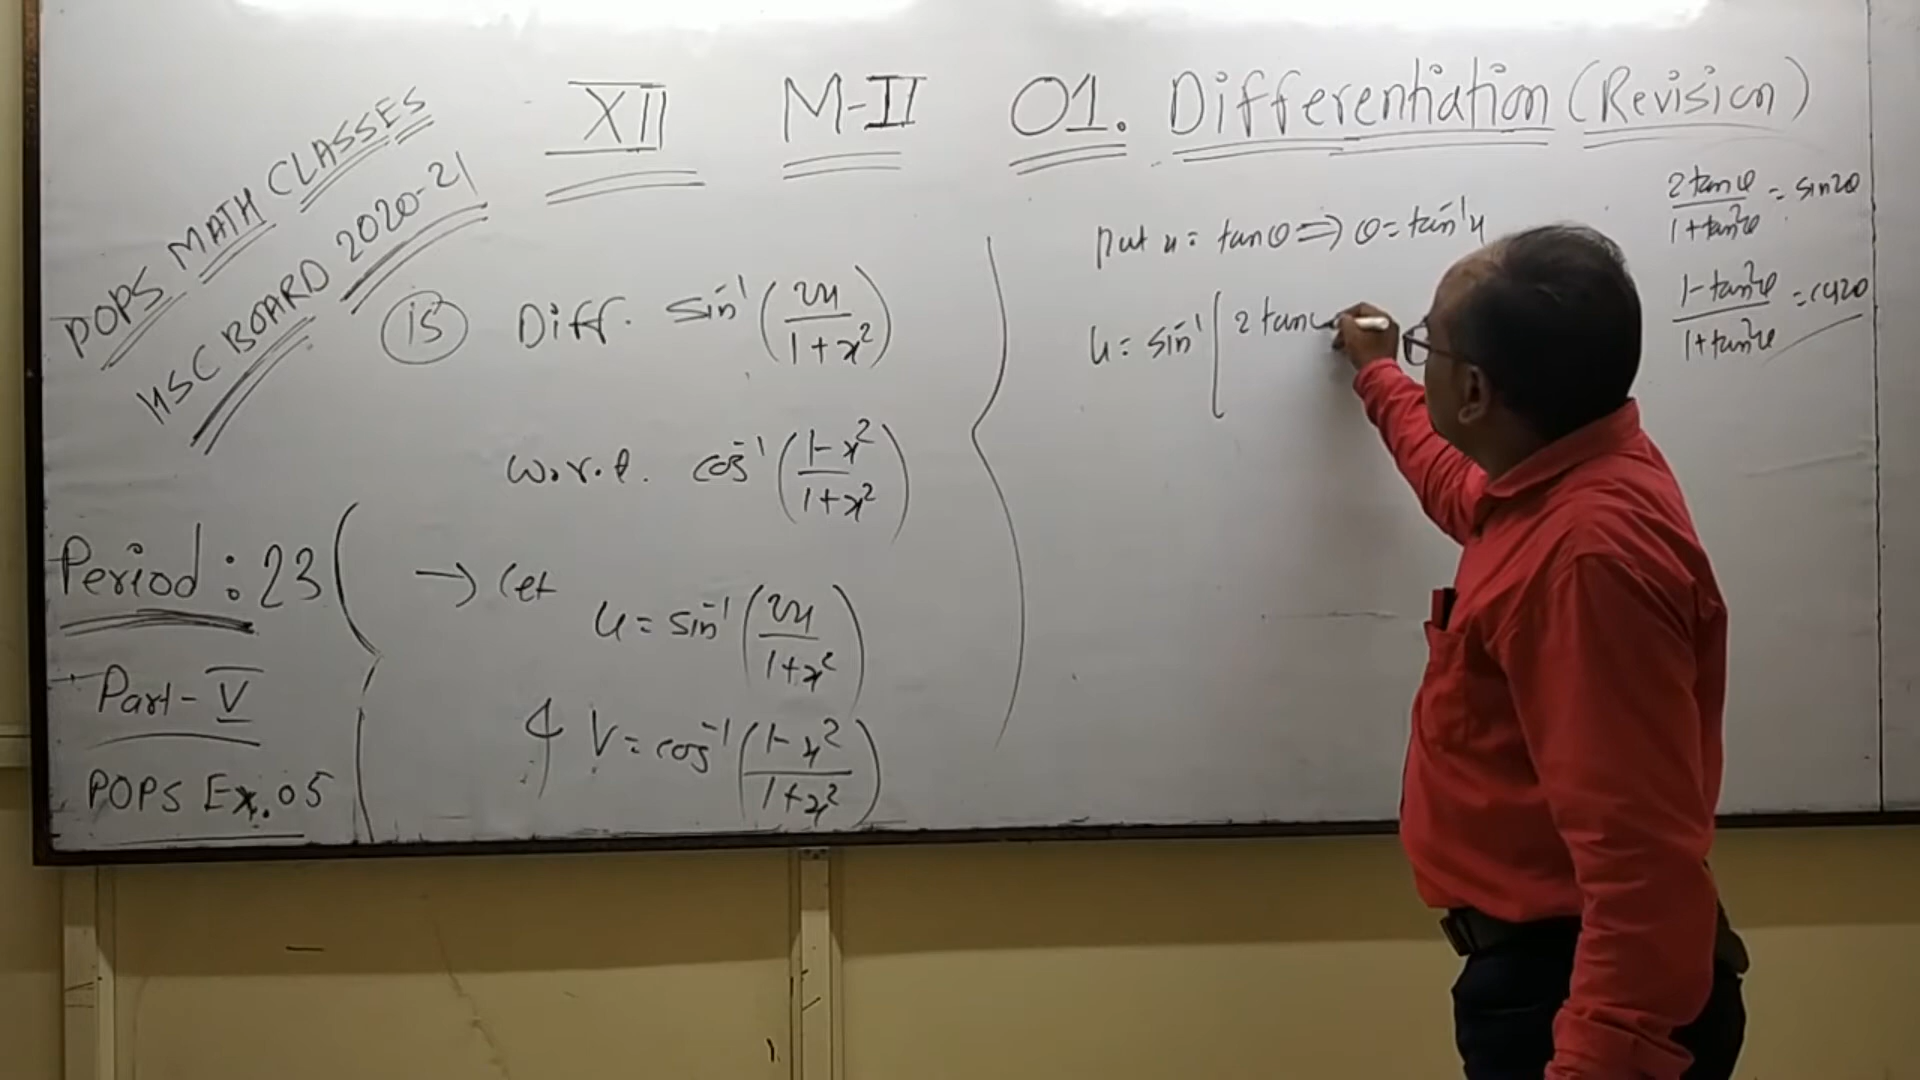 POPS MATH CLASSES
HSC BOARD 2020-21
XII M-II 01. Differentiation (Revision)
15 Diff. sin⁻¹(2x/1+x²)
w.r.t. cos⁻¹(1-x²/1+x²)
Period: 23
Part-V
POPS Ex. 05
→ Let
u = sin⁻¹(2x/1+x²)
& V = cos⁻¹(1-x²/1+x²)
put x = tanθ ⇒ θ = tan⁻¹x
u = sin⁻¹[2 tan
2tanθ/1+tan²θ = sin2θ
1-tan²θ/1+tan²θ = cos2θ